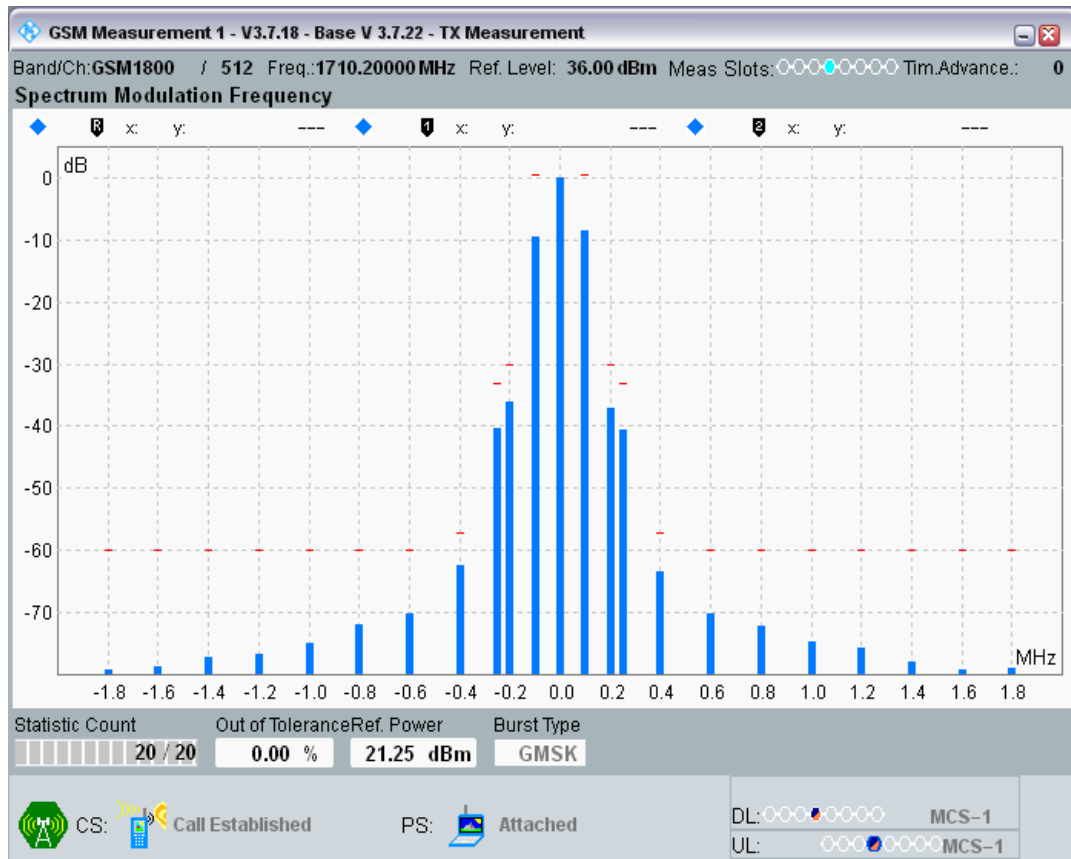 GSM Measurement 1 - V3.7.18 - Base V 3.7.22 - TX Measurement
Band/Ch:GSM1800 / 512 Freq.:1710.20000 MHz Ref. Level: 36.00 dBm Meas Slots: Tim.Advance.: 0
Spectrum Modulation Frequency
R x: y: --- 1 x: y: --- 2 x: y: ---
dB
0
-10
-20
-30
-40
-50
-60
-70
MHz
-1.8 -1.6 -1.4 -1.2 -1.0 -0.8 -0.6 -0.4 -0.2 0.0 0.2 0.4 0.6 0.8 1.0 1.2 1.4 1.6 1.8
Statistic Count Out of Tolerance Ref. Power Burst Type
20 / 20 0.00 % 21.25 dBm GMSK
CS: Call Established PS: Attached
DL: MCS-1
UL: MCS-1